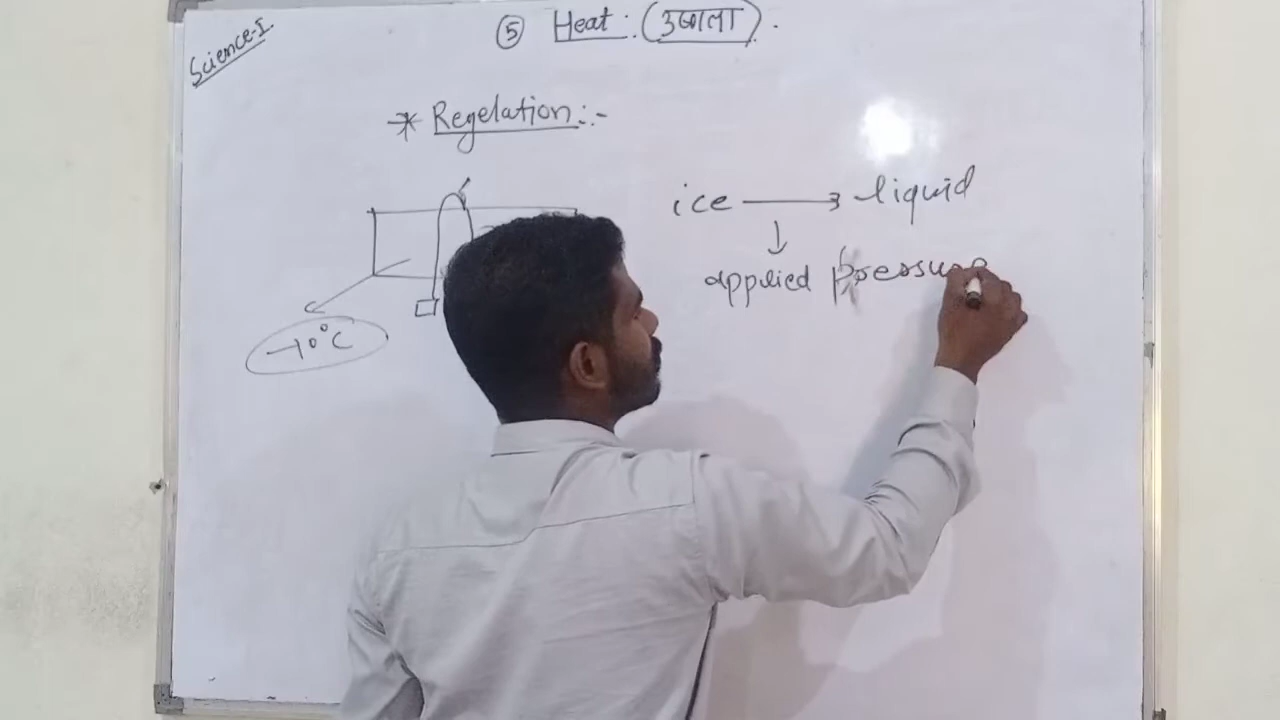 Science-I.
⑤ Heat : (उष्णता).
* Regelation :-
ice → liquid
↓
applied pressure
-10°C